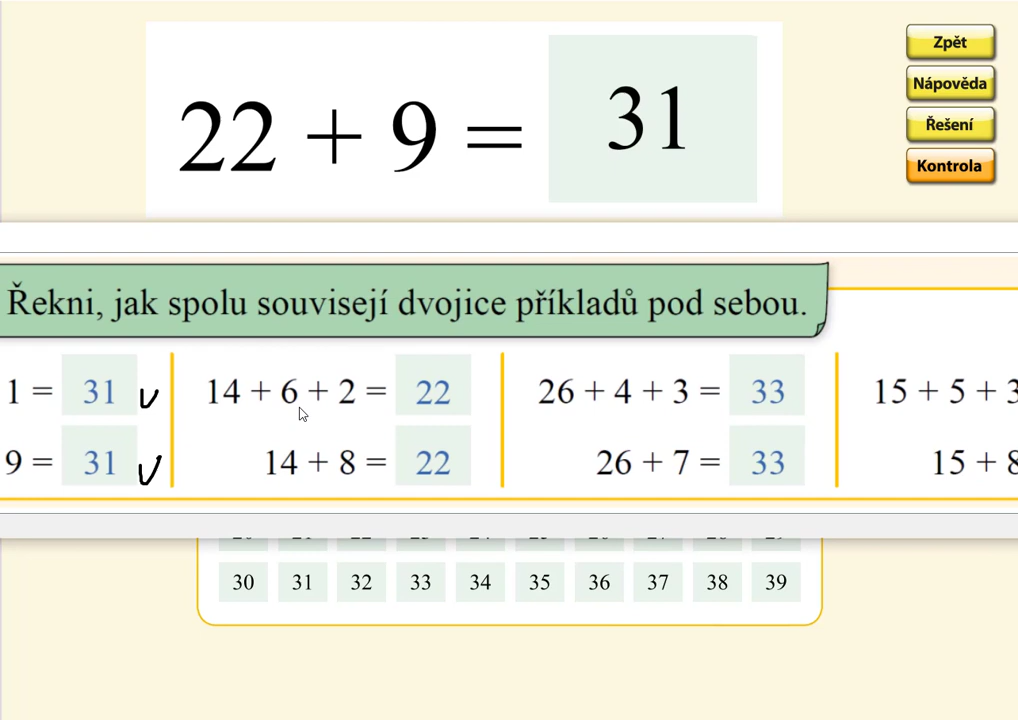 22 + 9 = 31
Zpět
Nápověda
Řešení
Kontrola
Řekni, jak spolu souvisejí dvojice příkladů pod sebou.
1 = 31 14 + 6 + 2 = 22 26 + 4 + 3 = 33 15 + 5 + 3
9 = 31 14 + 8 = 22 26 + 7 = 33 15 + 8
30 31 32 33 34 35 36 37 38 39